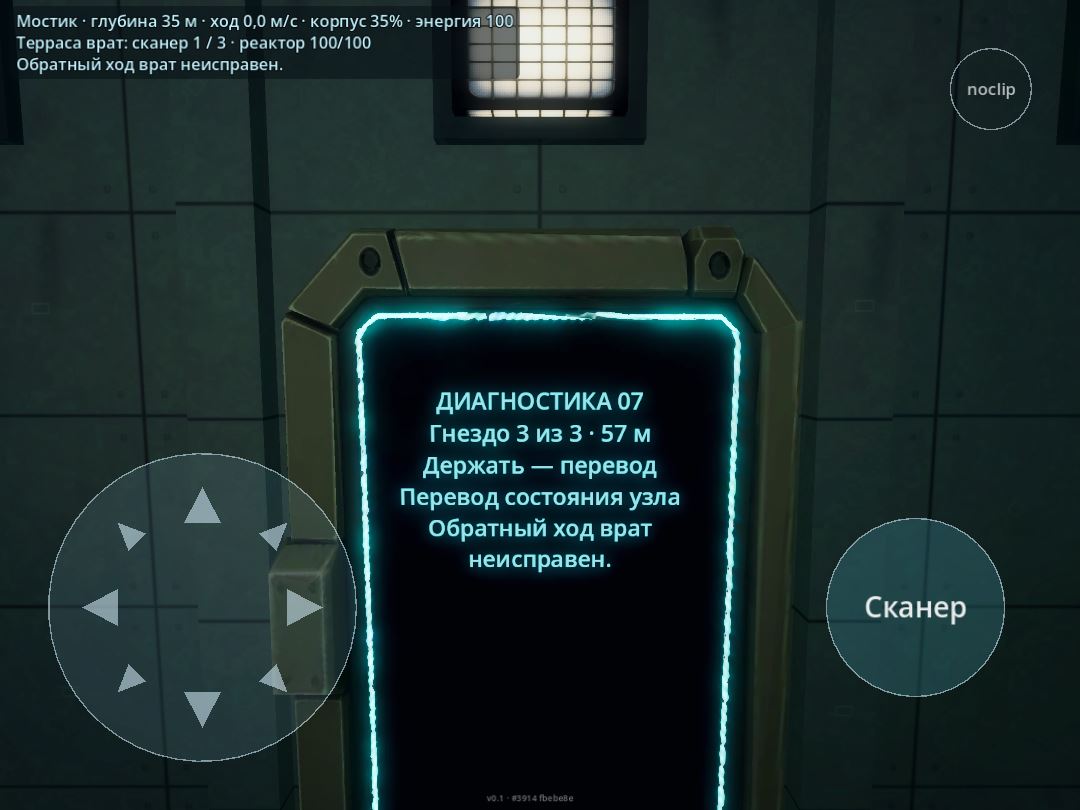 Мостик · глубина 35 м · ход 0,0 м/с · корпус 35% · энергия 100
Терраса врат: сканер 1 / 3 · реактор 100/100
Обратный ход врат неисправен.
noclip
ДИАГНОСТИКА 07
Гнездо 3 из 3 · 57 м
Держать — перевод
Перевод состояния узла
Обратный ход врат
неисправен.
Сканер
v0.1 · #3914 fbebe8e